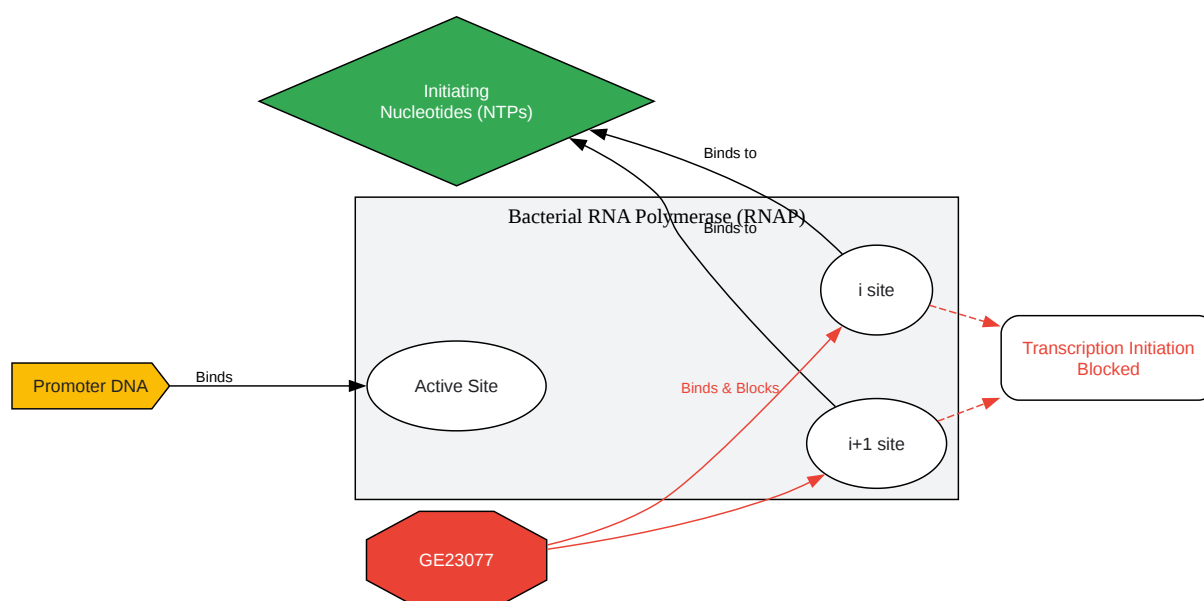 Initiating
Nucleotides (NTPs)
Binds to
Bacterial RNA Polymerase (RNAP)
Binds to
i site
Transcription Initiation
Blocked
Promoter DNA
Binds
Active Site
Binds & Blocks
i+1 site
GE23077